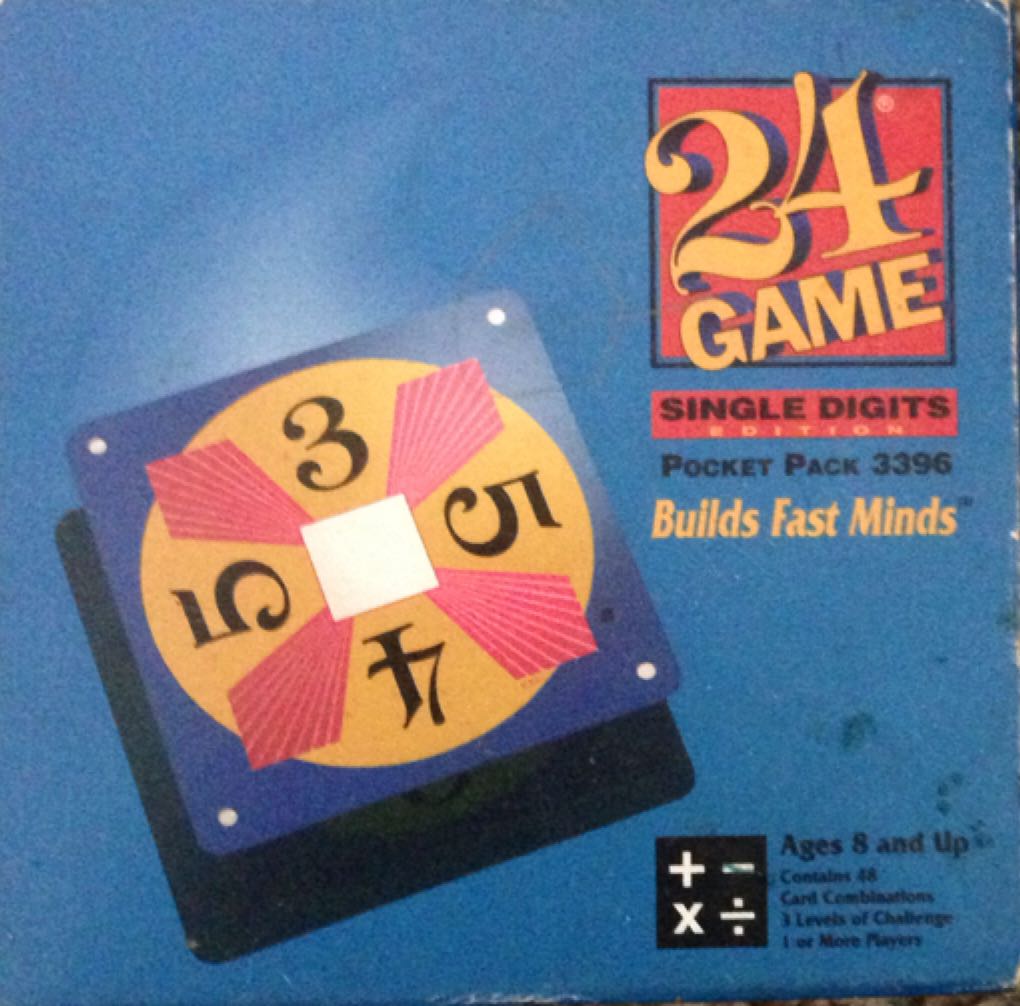 24®
GAME
SINGLE DIGITS
EDITION
POCKET PACK 3396
Builds Fast Minds™
3
5
5
4
+ −
x ÷
Ages 8 and Up
Contains 48
Card Combinations
3 Levels of Challenge
1 or More Players